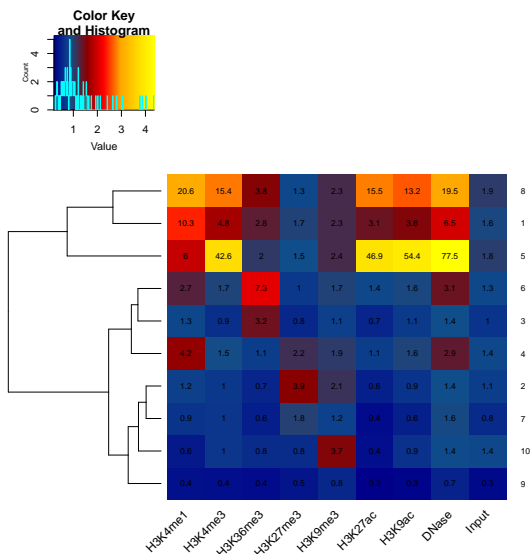 Color Key
and Histogram
Count
0 1 2 3 4 5
1 2 3 4
Value
20.6 15.4 3.8 1.3 2.3 15.5 13.2 19.5 1.9 8
10.3 4.8 2.8 1.7 2.3 3.1 3.6 6.5 1.6 1
6 42.6 2 1.5 2.4 46.9 54.4 77.5 1.8 5
2.7 1.7 7.3 1 1.7 1.4 1.6 3.1 1.3 6
1.3 0.9 3.2 0.8 1.1 0.7 1.1 1.4 1 3
4.2 1.5 1.1 2.2 1.9 1.1 1.6 2.9 1.4 4
1.2 1 0.7 3.9 2.1 0.6 0.9 1.4 1.1 2
0.9 1 0.6 1.8 1.2 0.4 0.6 1.6 0.8 7
0.6 1 0.8 0.8 3.7 0.4 0.9 1.4 1.4 10
0.4 0.4 0.4 0.5 0.8 0.7 9
H3K4me1 H3K4me3 H3K36me3 H3K27me3 H3K9me3 H3K27ac H3K9ac DNase Input